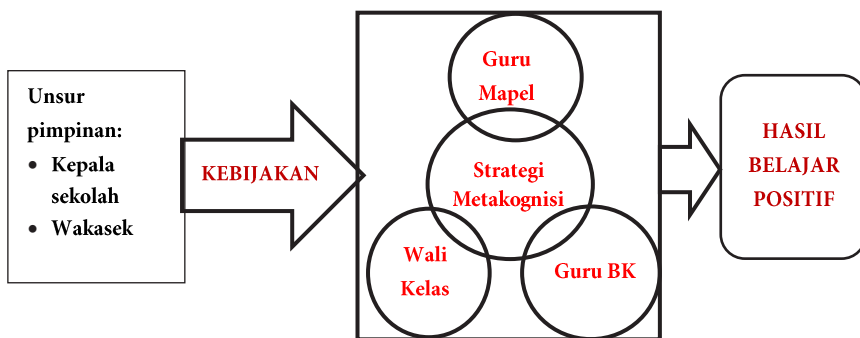 Unsur
pimpinan:
• Kepala
sekolah
• Wakasek
KEBIJAKAN
Guru
Mapel
Strategi
Metakognisi
Wali
Kelas
Guru BK
HASIL
BELAJAR
POSITIF